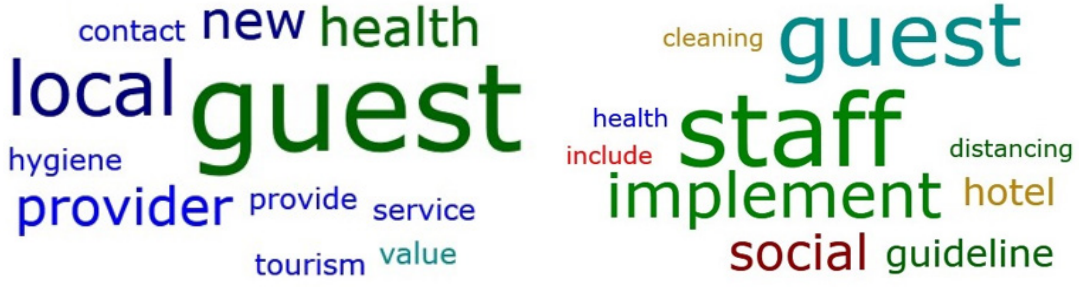 contact new health
local guest
hygiene
provider provide service
tourism value
cleaning guest
health staff
include distancing
implement hotel
social guideline